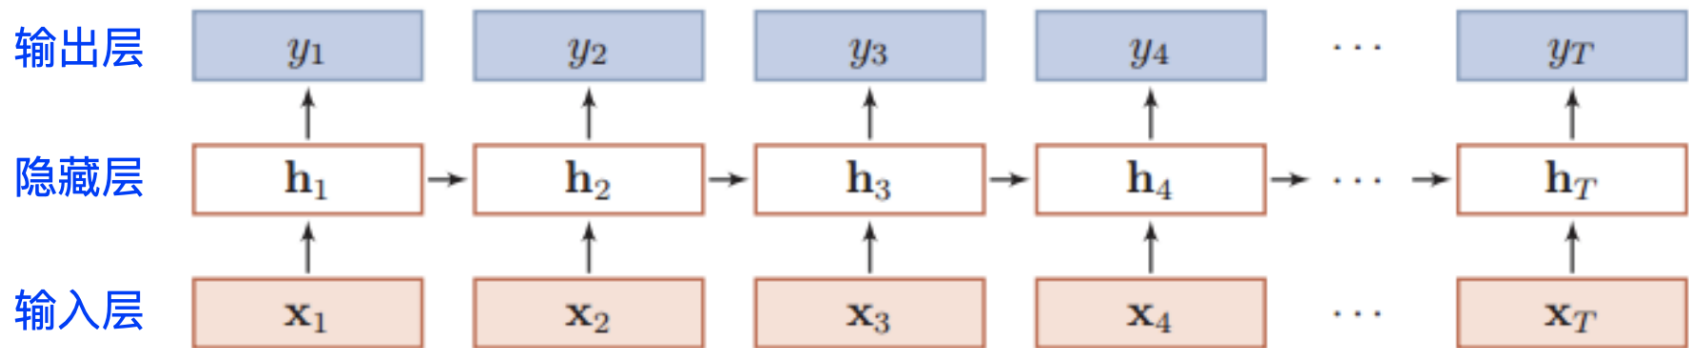 输出层 y1 y2 y3 y4 ··· yT
隐藏层 h1 h2 h3 h4 ··· hT
输入层 x1 x2 x3 x4 ··· xT